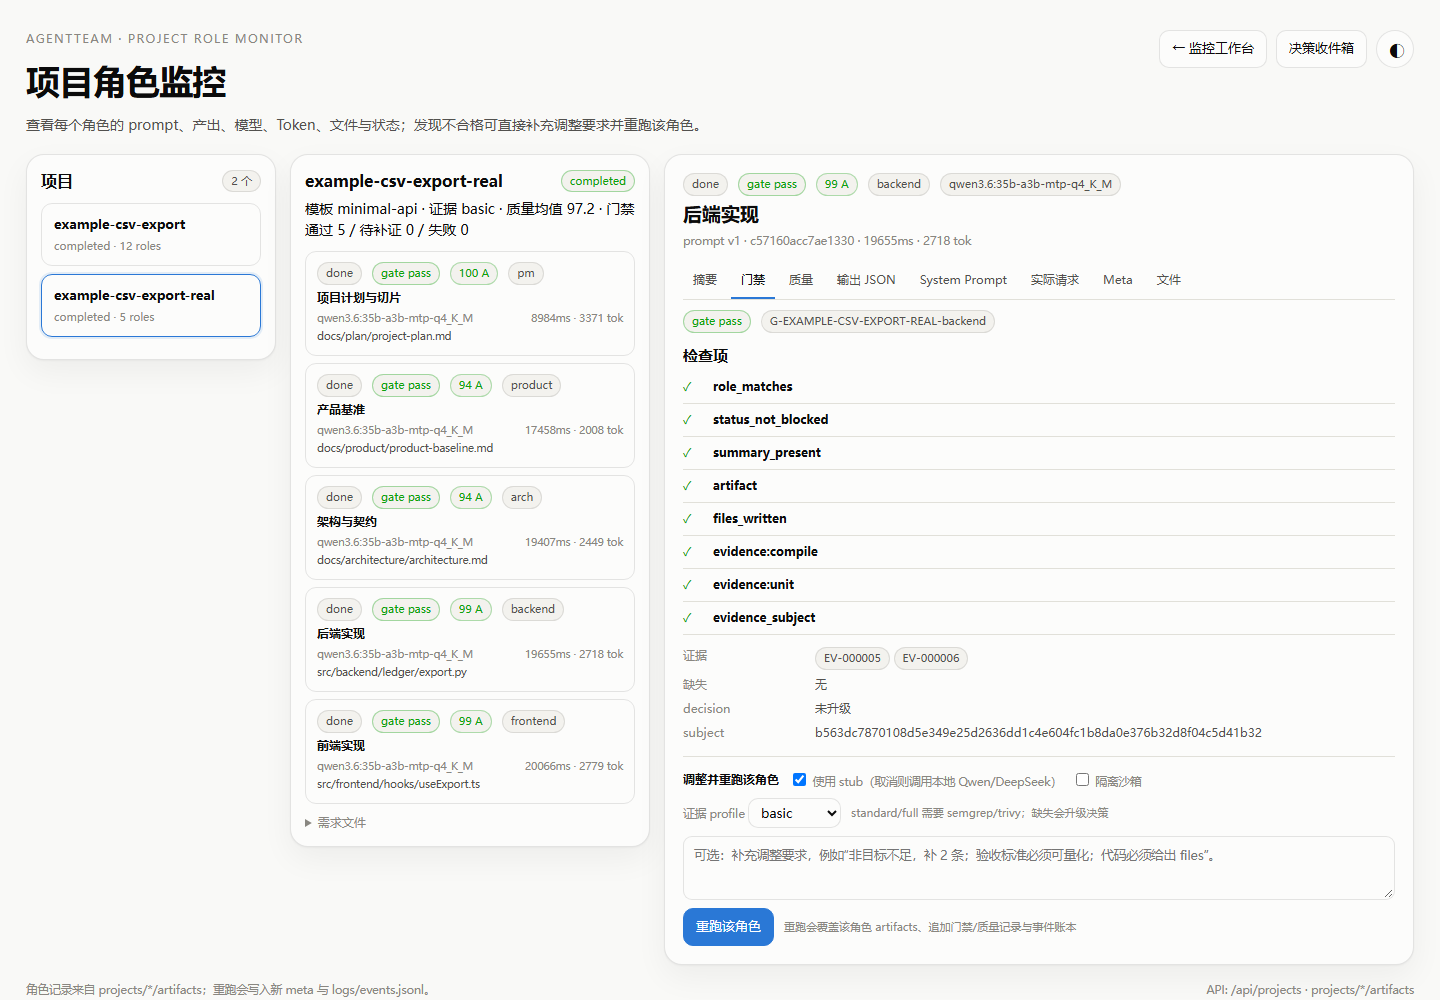 AGENTTEAM · PROJECT ROLE MONITOR
项目角色监控
查看每个角色的 prompt、产出、模型、Token、文件与状态；发现不合格可直接补充调整要求并重跑该角色。
← 监控工作台
决策收件箱
项目
2 个
example-csv-export
completed · 12 roles
example-csv-export-real
completed · 5 roles
example-csv-export-real
completed
模板 minimal-api · 证据 basic · 质量均值 97.2 · 门禁
通过 5 / 待补证 0 / 失败 0
done gate pass 100 A pm
项目计划与切片
qwen3.6:35b-a3b-mtp-q4_K_M 8984ms · 3371 tok
docs/plan/project-plan.md
done gate pass 94 A product
产品基准
qwen3.6:35b-a3b-mtp-q4_K_M 17458ms · 2008 tok
docs/product/product-baseline.md
done gate pass 94 A arch
架构与契约
qwen3.6:35b-a3b-mtp-q4_K_M 19407ms · 2449 tok
docs/architecture/architecture.md
done gate pass 99 A backend
后端实现
qwen3.6:35b-a3b-mtp-q4_K_M 19655ms · 2718 tok
src/backend/ledger/export.py
done gate pass 99 A frontend
前端实现
qwen3.6:35b-a3b-mtp-q4_K_M 20066ms · 2779 tok
src/frontend/hooks/useExport.ts
▶ 需求文件
done gate pass 99 A backend qwen3.6:35b-a3b-mtp-q4_K_M
后端实现
prompt v1 · c57160acc7ae1330 · 19655ms · 2718 tok
摘要 门禁 质量 输出 JSON System Prompt 实际请求 Meta 文件
gate pass G-EXAMPLE-CSV-EXPORT-REAL-backend
检查项
✓ role_matches
✓ status_not_blocked
✓ summary_present
✓ artifact
✓ files_written
✓ evidence:compile
✓ evidence:unit
✓ evidence_subject
证据 EV-000005 EV-000006
缺失 无
decision 未升级
subject b563dc7870108d5e349e25d2636dd1c4e604fc1b8da0e376b32d8f04c5d41b32
调整并重跑该角色 使用 stub（取消则调用本地 Qwen/DeepSeek） 隔离沙箱
证据 profile basic standard/full 需要 semgrep/trivy；缺失会升级决策
可选：补充调整要求，例如“非目标不足，补 2 条；验收标准必须可量化；代码必须给出 files”。
重跑该角色 重跑会覆盖该角色 artifacts、追加门禁/质量记录与事件账本
角色记录来自 projects/*/artifacts；重跑会写入新 meta 与 logs/events.jsonl。
API: /api/projects · projects/*/artifacts